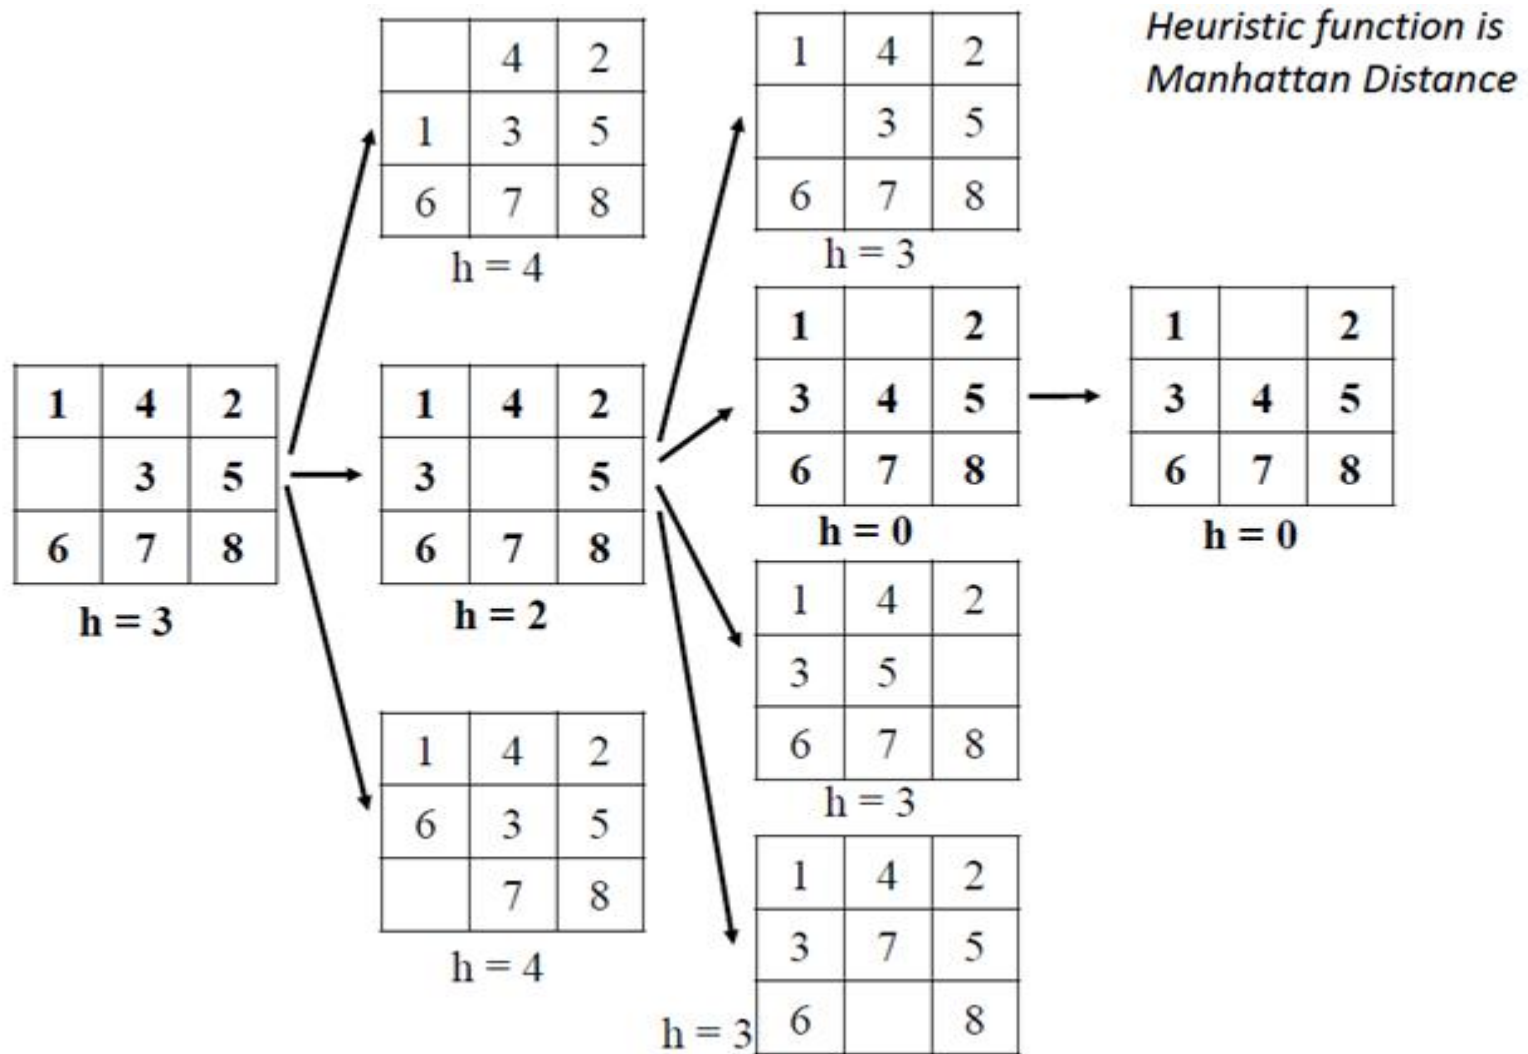 Heuristic function is
Manhattan Distance
1 4 2
3 5
6 7 8
h = 3
4 2
1 3 5
6 7 8
h = 4
1 4 2
3 5
6 7 8
h = 2
1 4 2
6 3 5
7 8
h = 4
1 4 2
3 5
6 7 8
h = 3
1 2
3 4 5
6 7 8
h = 0
1 4 2
3 5
6 7 8
h = 3
1 4 2
3 7 5
6 8
h = 3
1 2
3 4 5
6 7 8
h = 0